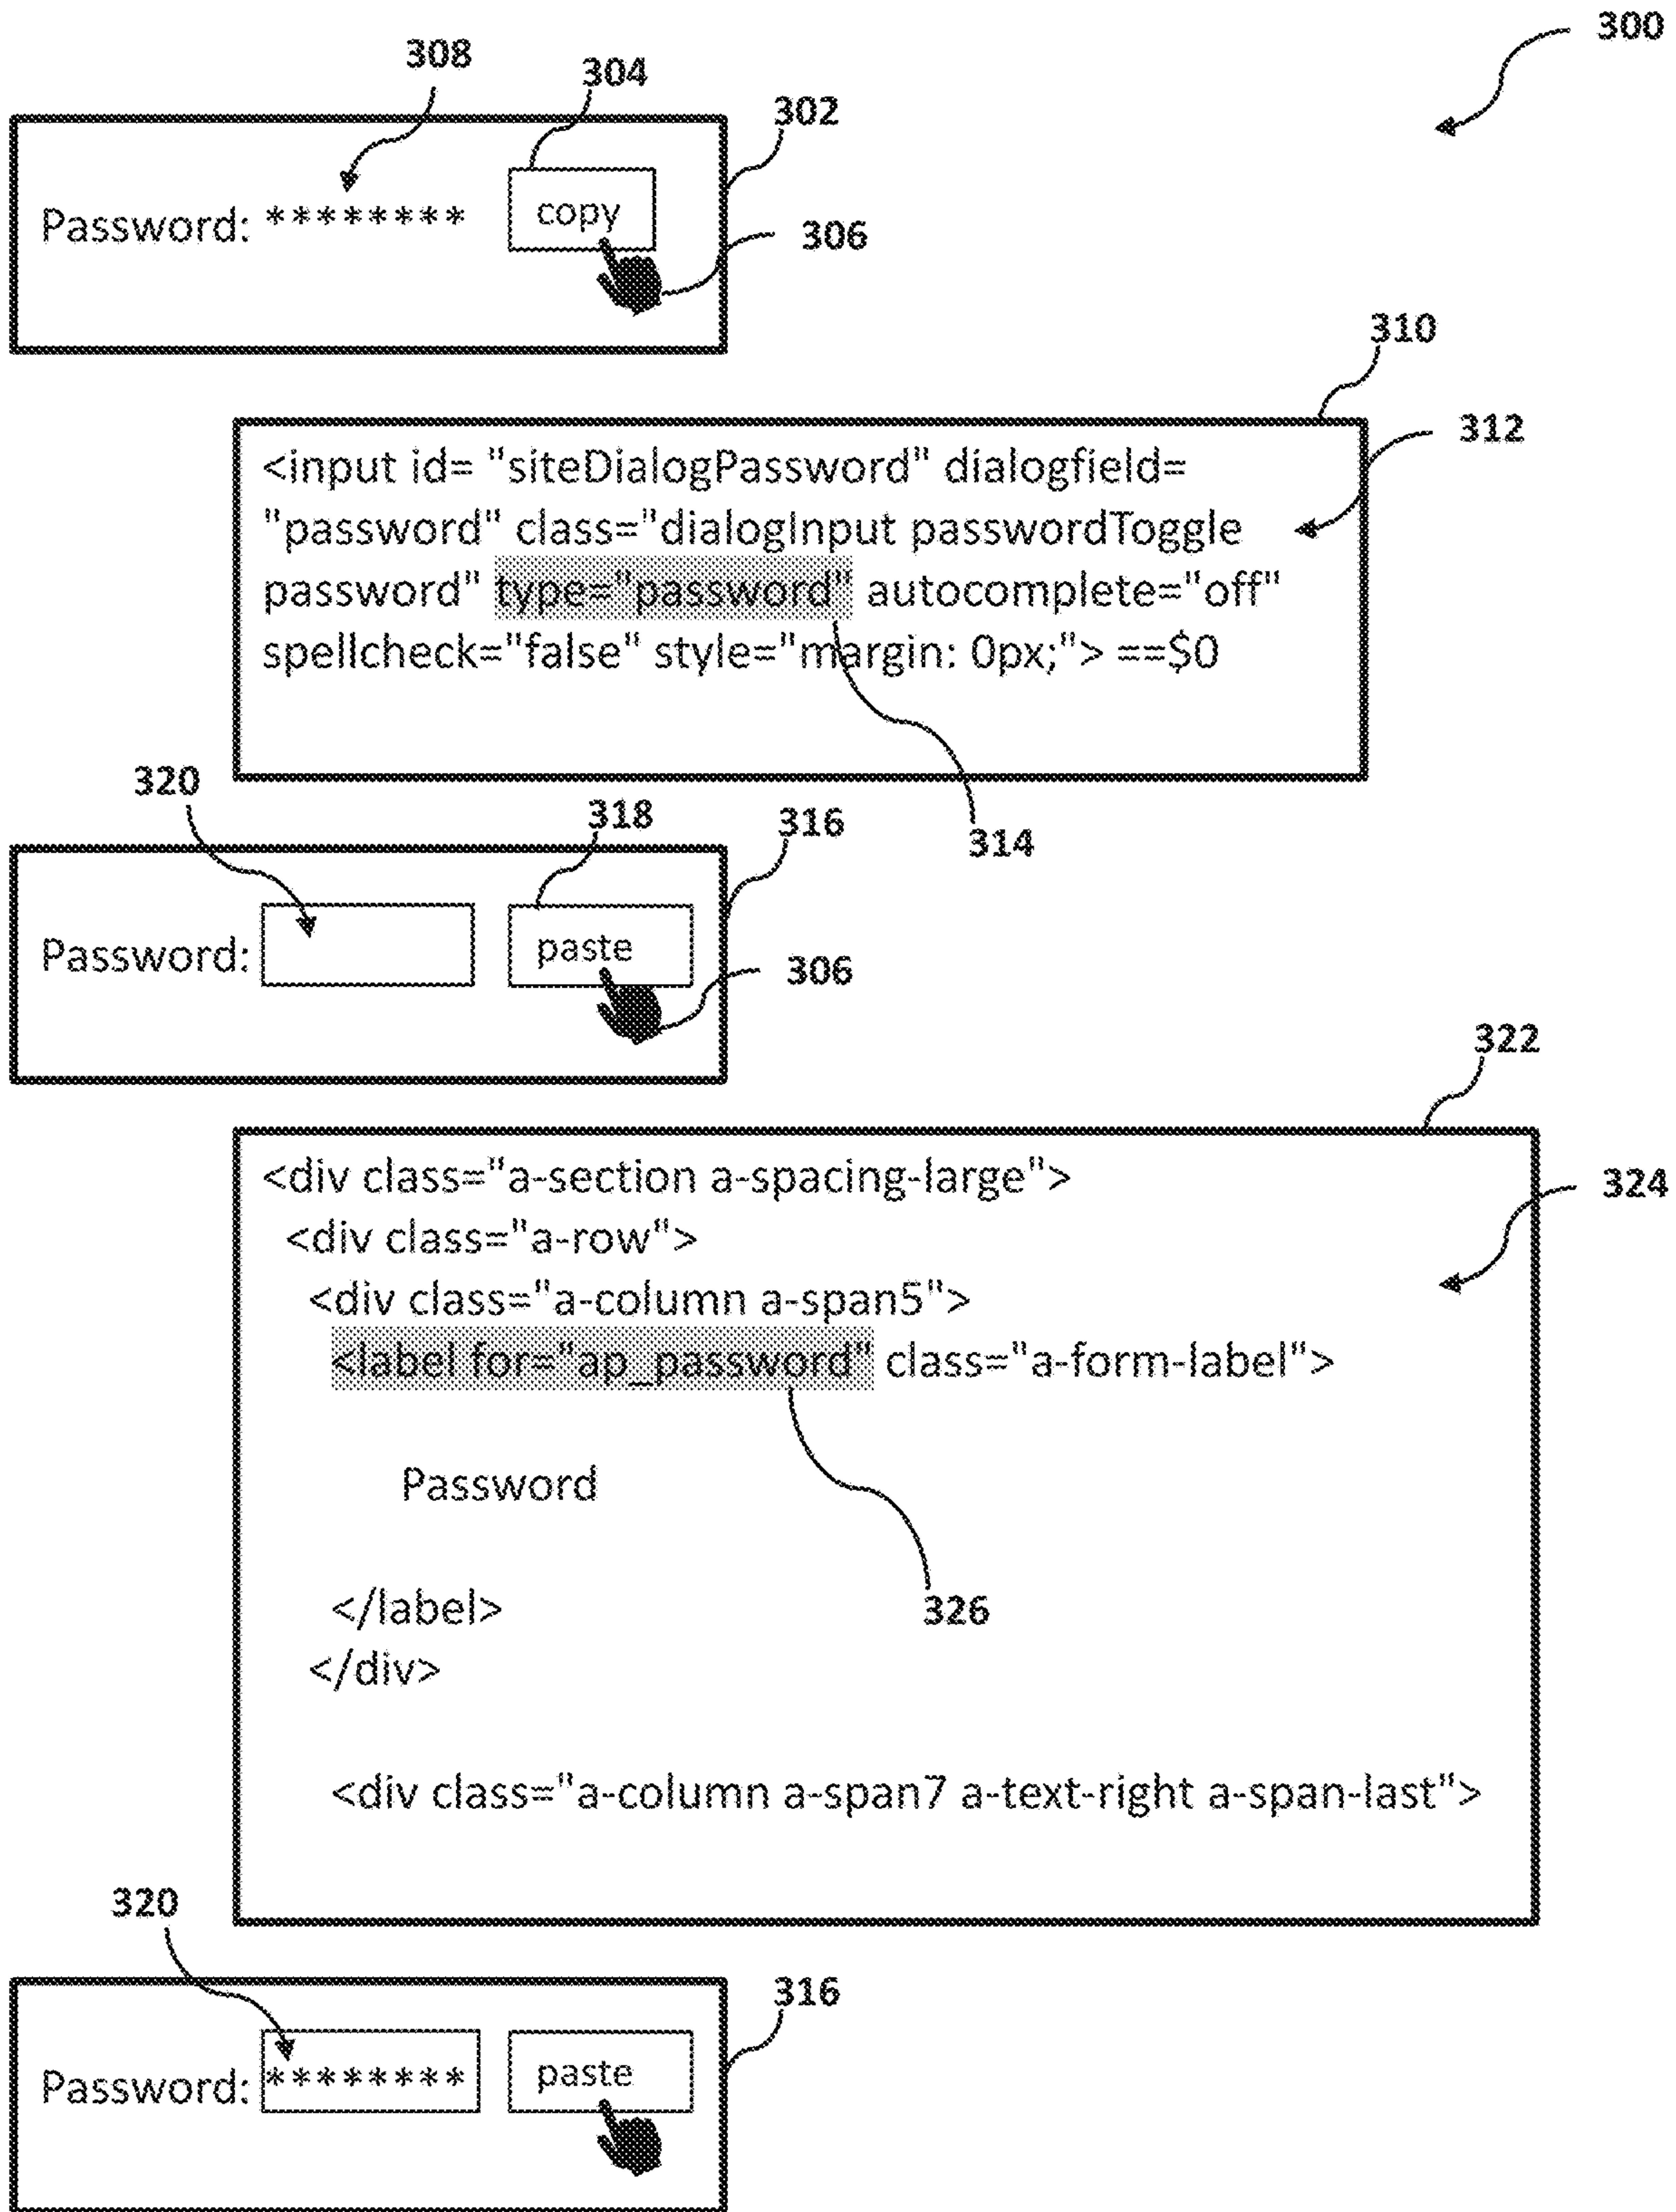 300
308
304
302
Password: ******** copy
306
310
312
<input id= "siteDialogPassword" dialogfield=
"password" class="dialogInput passwordToggle
password" type="password" autocomplete="off"
spellcheck="false" style="margin: 0px;"> ==$0
320
318
316
314
Password: paste
306
322
<div class="a-section a-spacing-large">
324
<div class="a-row">
<div class="a-column a-span5">
<label for="ap_password" class="a-form-label">
Password
</label>
326
</div>
<div class="a-column a-span7 a-text-right a-span-last">
320
316
Password: ******** paste